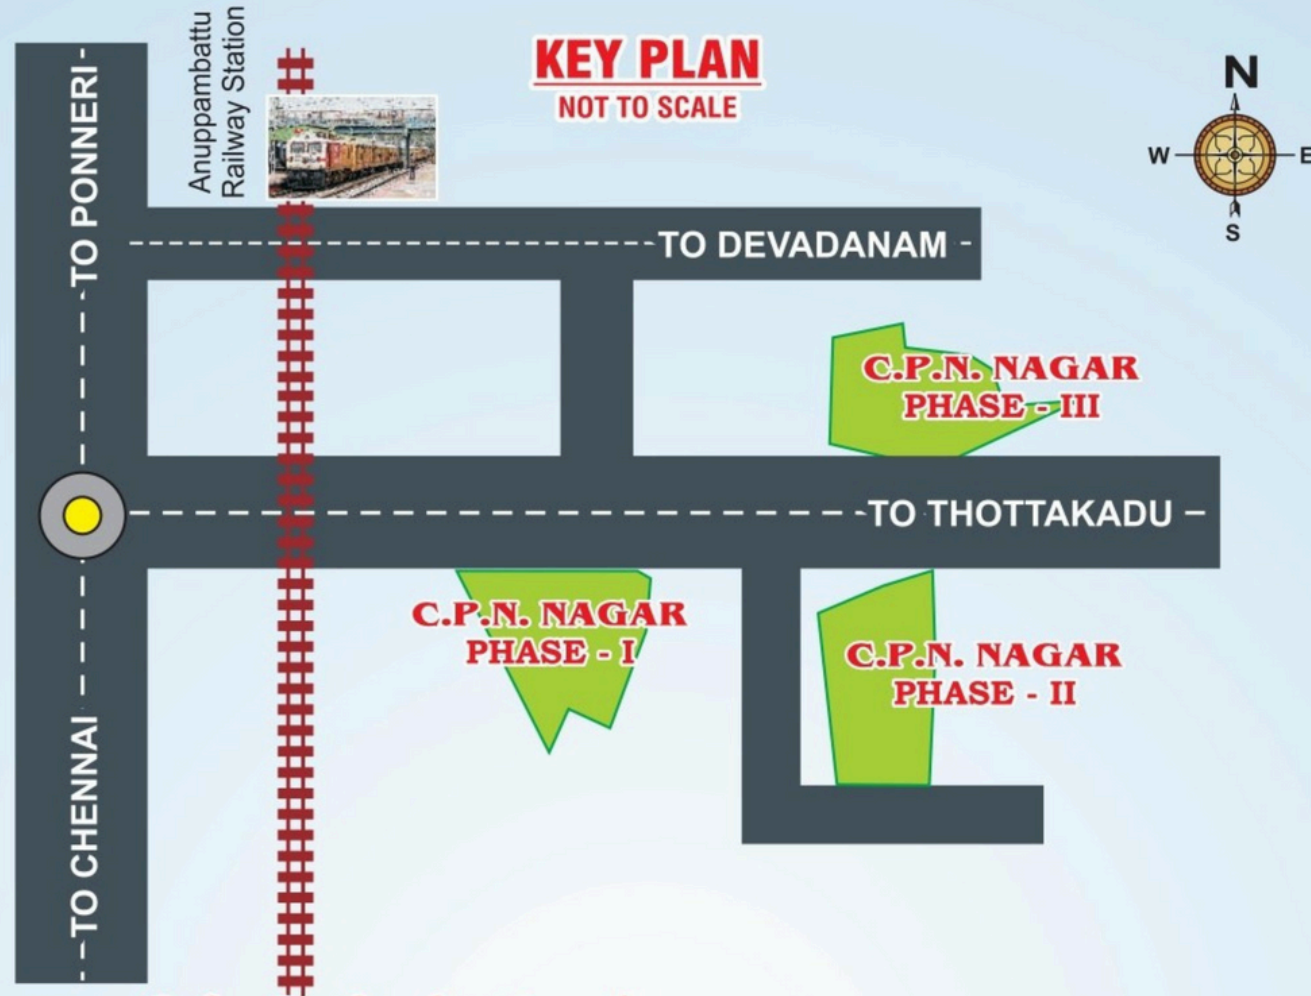 KEY PLAN
NOT TO SCALE
Anuppambattu
Railway Station
N
W
E
S
TO PONNERI
TO DEVADANAM
C.P.N. NAGAR
PHASE - III
TO THOTTAKADU
C.P.N. NAGAR
PHASE - I
C.P.N. NAGAR
PHASE - II
TO CHENNAI